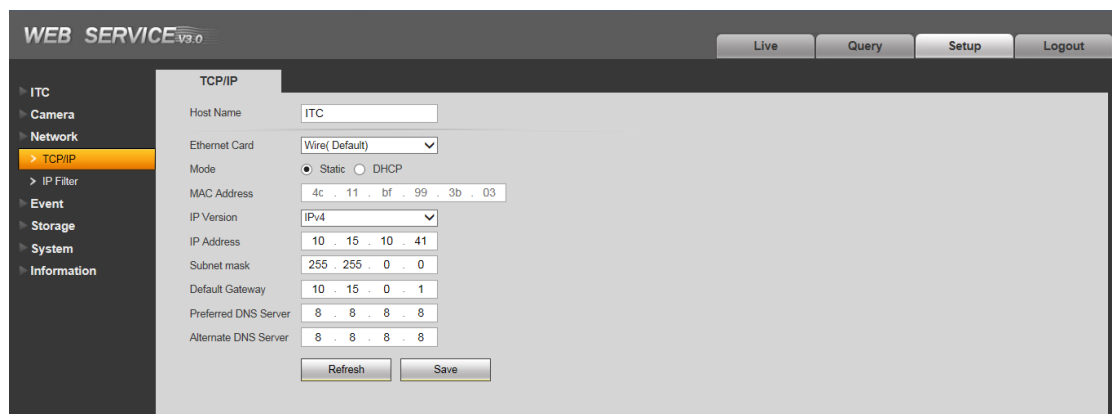 WEB SERVICE V3.0
Live Query Setup Logout
TCP/IP
ITC
Camera
Network
> TCP/IP
> IP Filter
Event
Storage
System
Information
Host Name ITC
Ethernet Card Wire( Default)
Mode Static DHCP
MAC Address 4c . 11 . bf . 99 . 3b . 03
IP Version IPv4
IP Address 10 . 15 . 10 . 41
Subnet mask 255 . 255 . 0 . 0
Default Gateway 10 . 15 . 0 . 1
Preferred DNS Server 8 . 8 . 8 . 8
Alternate DNS Server 8 . 8 . 8 . 8
Refresh Save